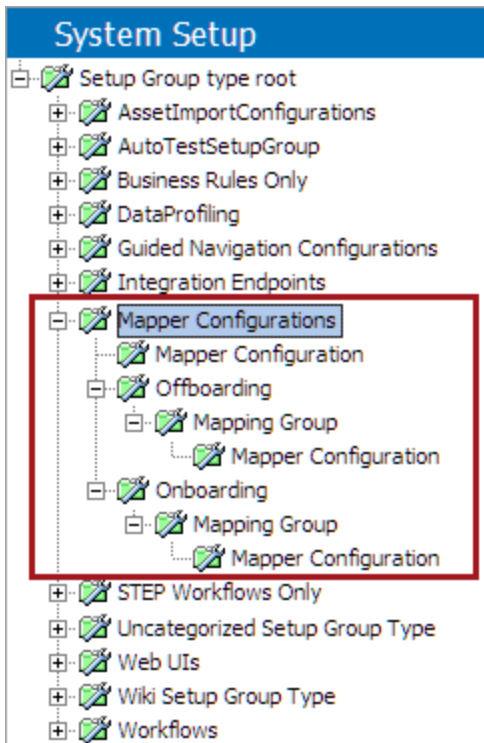 System Setup
Setup Group type root
AssetImportConfigurations
AutoTestSetupGroup
Business Rules Only
DataProfiling
Guided Navigation Configurations
Integration Endpoints
Mapper Configurations
Mapper Configuration
Offboarding
Mapping Group
Mapper Configuration
Onboarding
Mapping Group
Mapper Configuration
STEP Workflows Only
Uncategorized Setup Group Type
Web UIs
Wiki Setup Group Type
Workflows